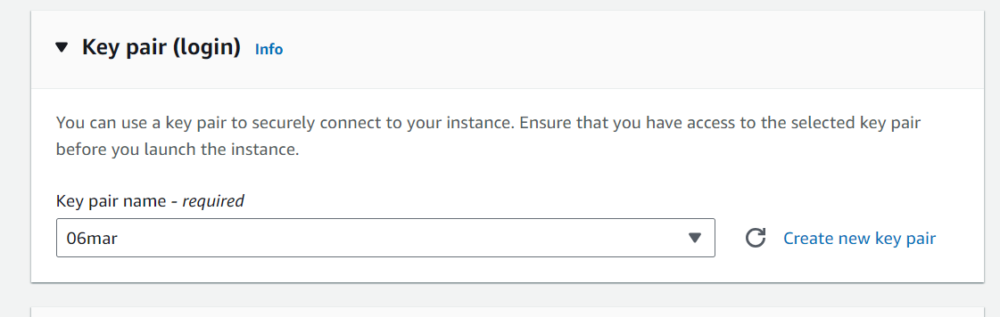 Key pair (login) Info
You can use a key pair to securely connect to your instance. Ensure that you have access to the selected key pair
before you launch the instance.
Key pair name - required
06mar
Create new key pair